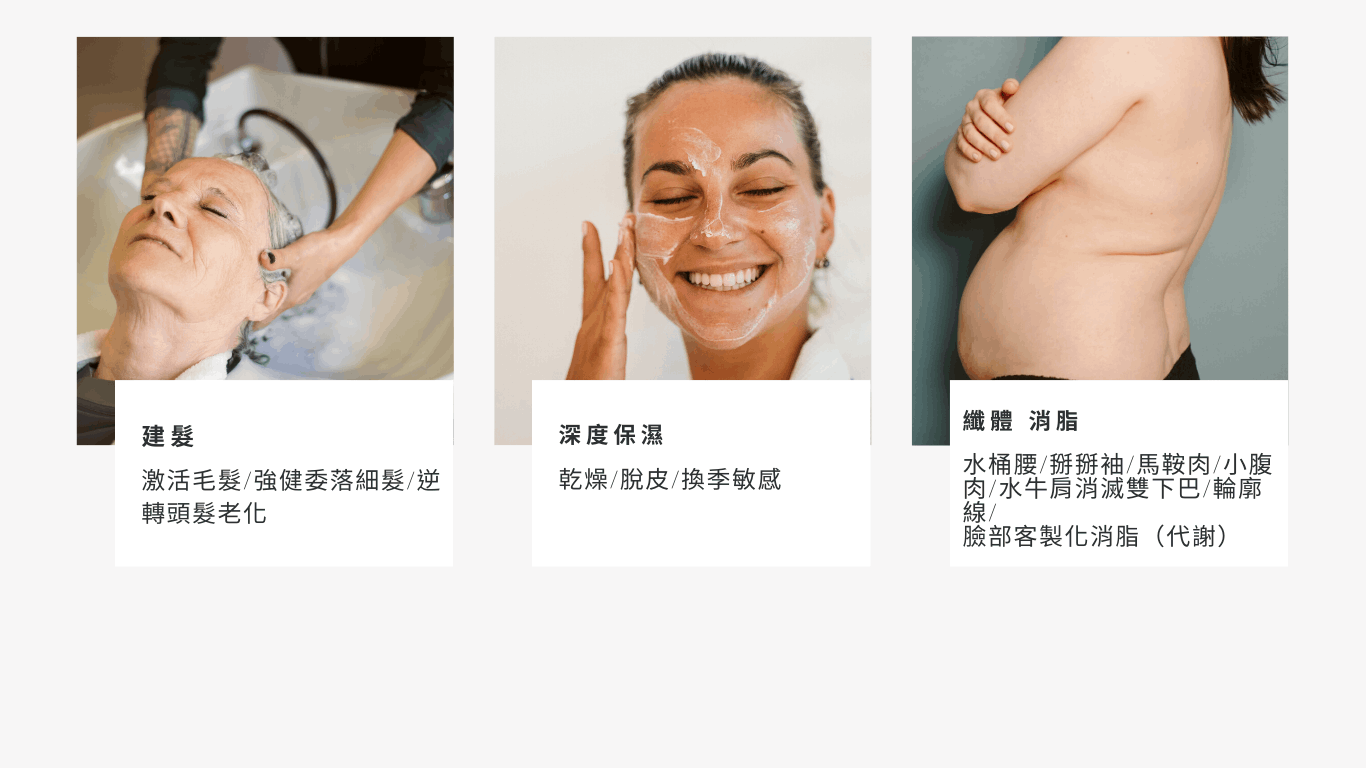 建髮
激活毛髮/強健委落細髮/逆
轉頭髮老化
深度保濕
乾燥/脫皮/換季敏感
纖體 消脂
水桶腰/掰掰袖/馬鞍肉/小腹
肉/水牛肩消滅雙下巴/輪廓
線/
臉部客製化消脂（代謝）